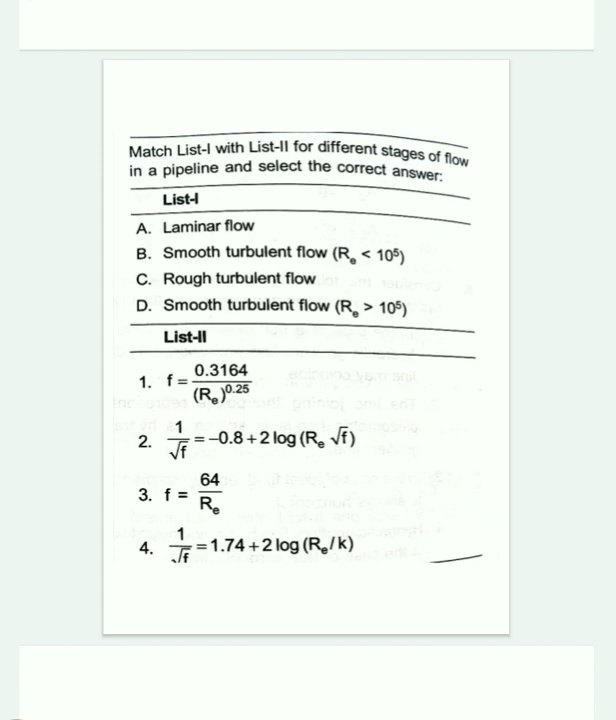 Match List-I with List-II for different stages of flow
in a pipeline and select the correct answer:
List-I
A. Laminar flow
B. Smooth turbulent flow (Rₑ < 10⁵)
C. Rough turbulent flow
D. Smooth turbulent flow (Rₑ > 10⁵)
List-II
1. f = 0.3164 / (Rₑ)^0.25
2. 1/√f = –0.8 + 2 log (Rₑ √f)
3. f = 64 / Rₑ
4. 1/√f = 1.74 + 2 log (Rₑ / k)